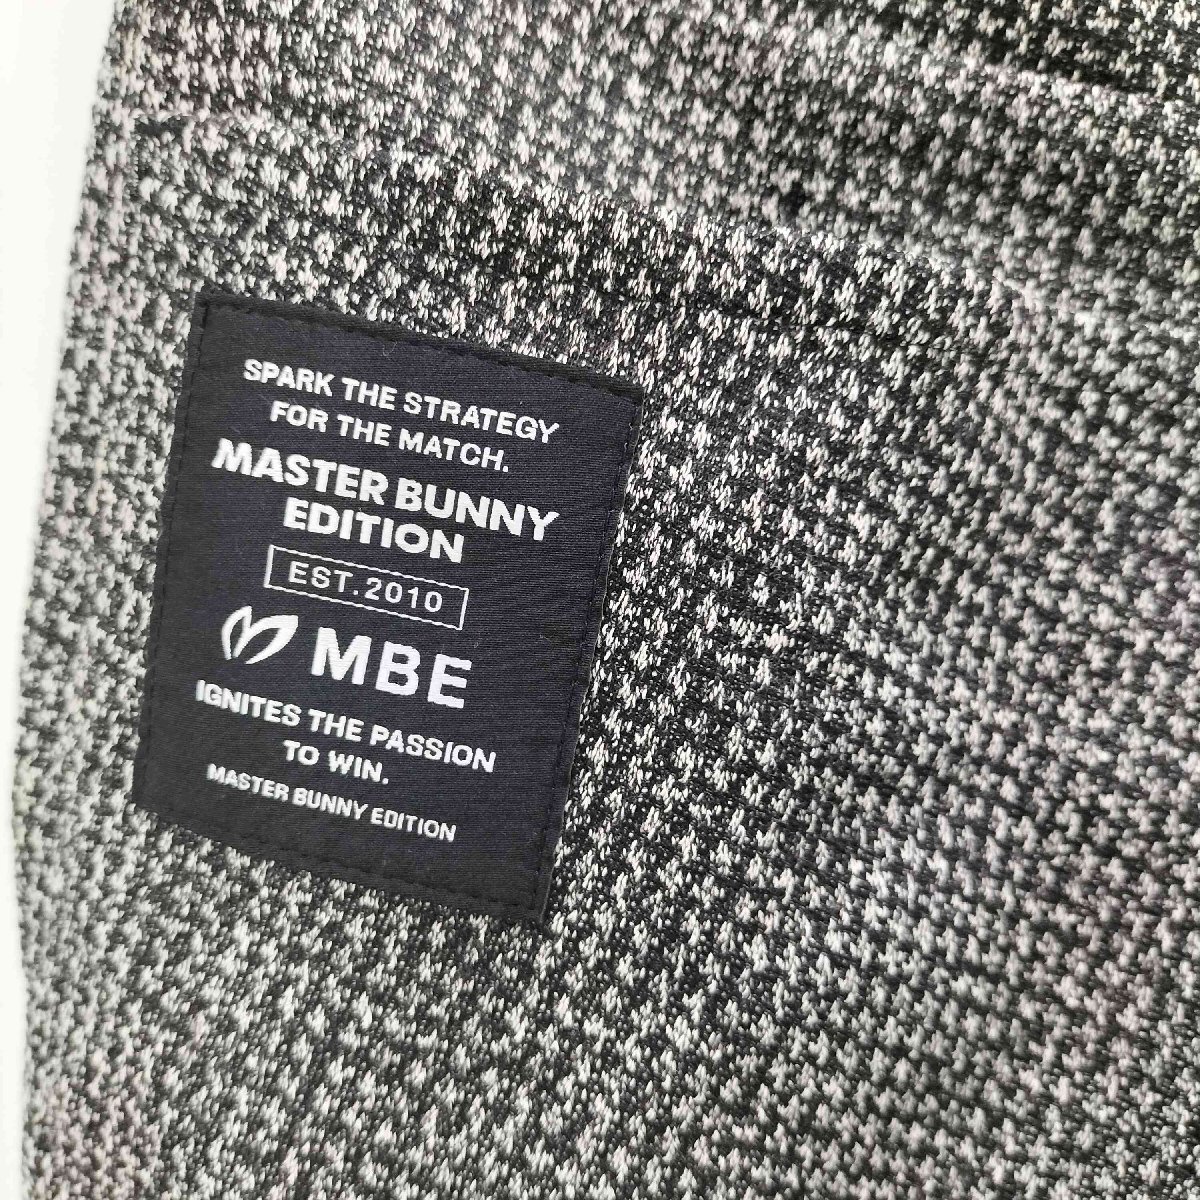 SPARK THE STRATEGY
FOR THE MATCH.
MASTER BUNNY
EDITION
EST.2010
MBE
IGNITES THE PASSION
TO WIN.
MASTER BUNNY EDITION